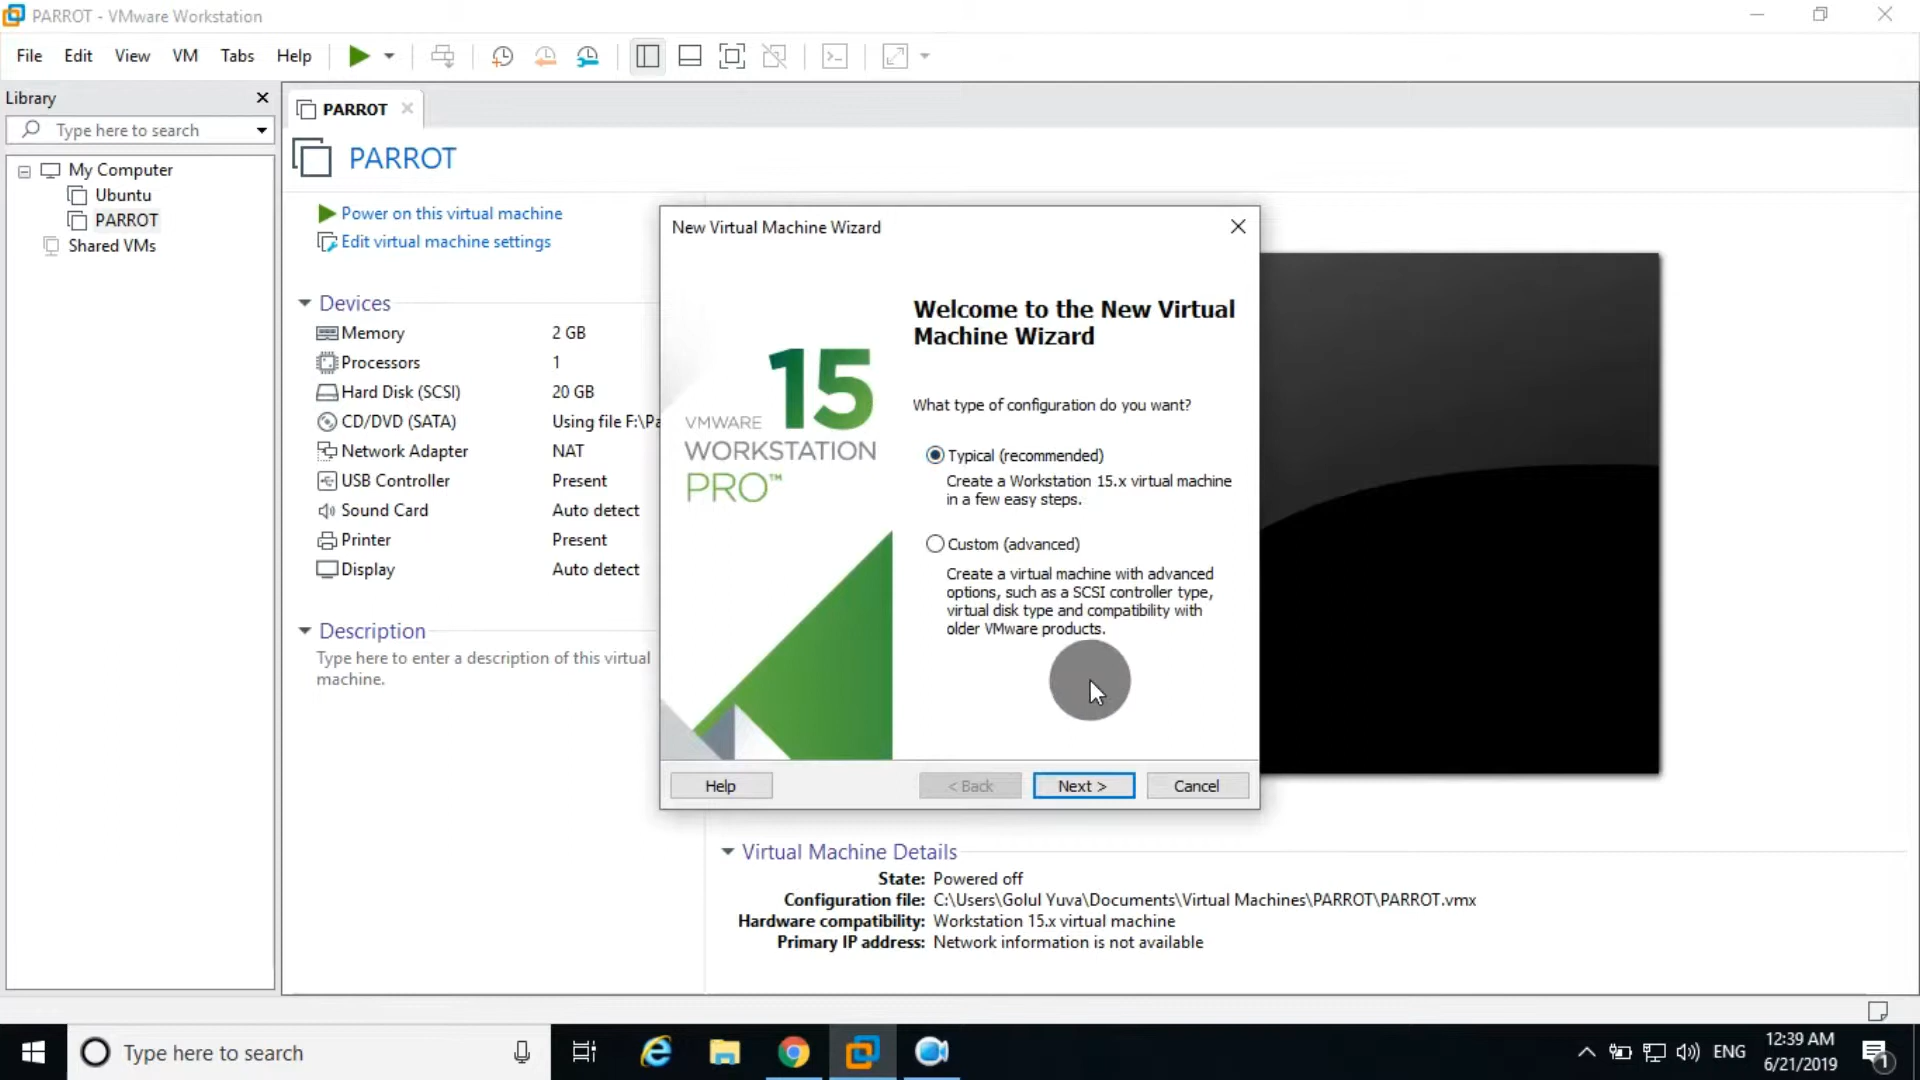 PARROT - VMware Workstation
File Edit View VM Tabs Help
Library
Type here to search
My Computer
Ubuntu
PARROT
Shared VMs
PARROT
PARROT
Power on this virtual machine
Edit virtual machine settings
Devices
Memory 2 GB
Processors 1
Hard Disk (SCSI) 20 GB
CD/DVD (SATA) Using file F:\Pa
Network Adapter NAT
USB Controller Present
Sound Card Auto detect
Printer Present
Display Auto detect
Description
Type here to enter a description of this virtual
machine.
New Virtual Machine Wizard
15
VMWARE
WORKSTATION
PRO™
Welcome to the New Virtual
Machine Wizard
What type of configuration do you want?
Typical (recommended)
Create a Workstation 15.x virtual machine
in a few easy steps.
Custom (advanced)
Create a virtual machine with advanced
options, such as a SCSI controller type,
virtual disk type and compatibility with
older VMware products.
Help < Back Next > Cancel
Virtual Machine Details
State: Powered off
Configuration file: C:\Users\Golul Yuva\Documents\Virtual Machines\PARROT\PARROT.vmx
Hardware compatibility: Workstation 15.x virtual machine
Primary IP address: Network information is not available
Type here to search
ENG
12:39 AM
6/21/2019
1